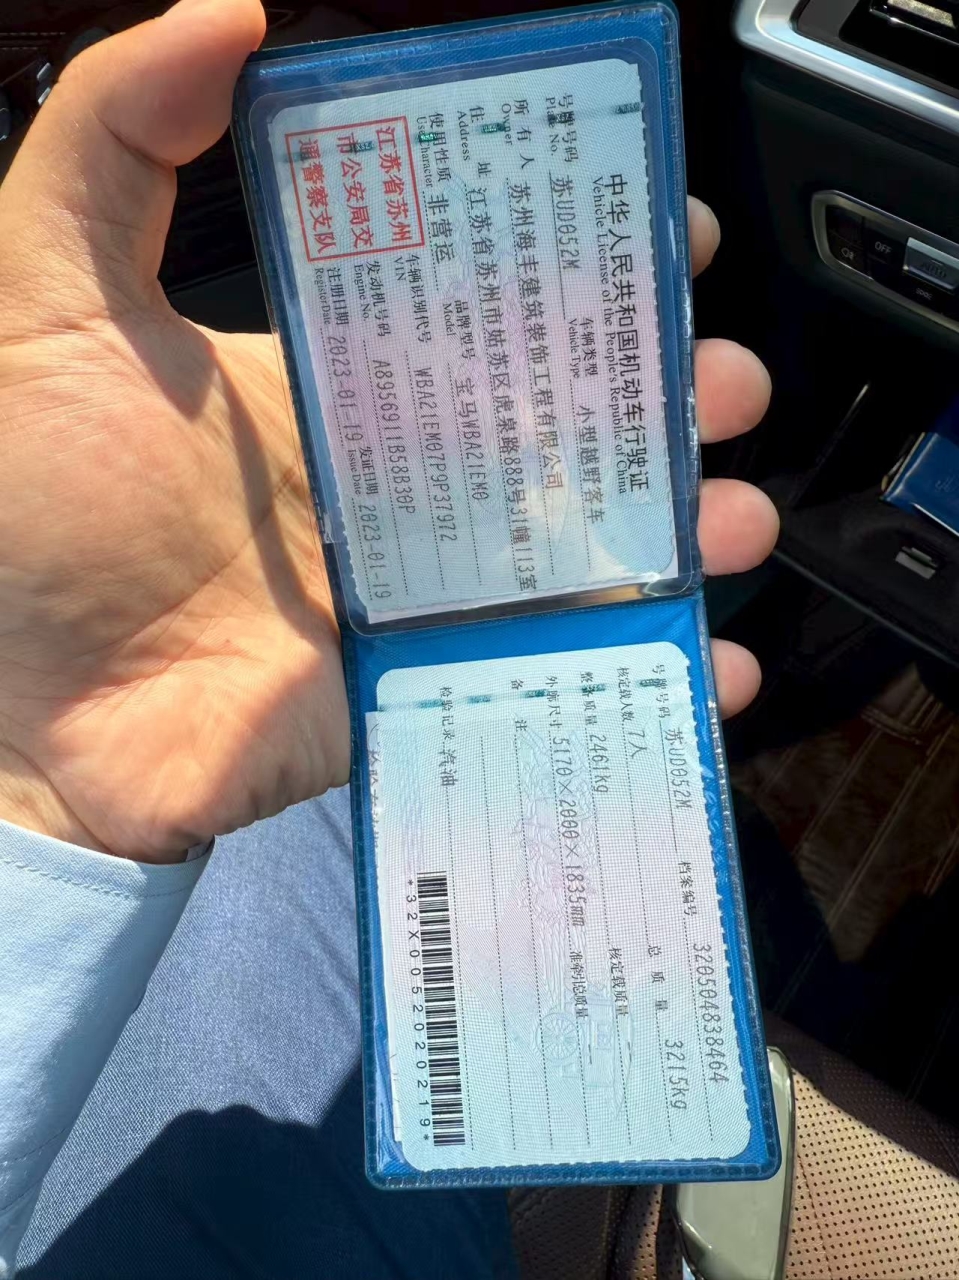 中华人民共和国机动车行驶证
Vehicle License of the People's Republic of China
号牌号码 苏UD052M 车辆类型 小型越野客车
Plate No. Vehicle Type
所有人 苏州海丰建筑装饰工程有限公司
Owner
住址 江苏省苏州市姑苏区虎泉路888号31幢113室
Address
使用性质 非营运 品牌型号 宝马WBA21EM0
Use Character Model
江苏省苏州
市公安局交
通警察支队
车辆识别代号 WBA21EM07P9P37972
VIN
发动机号码 A8956911B58B30P
Engine No.
注册日期 2023-01-19 发证日期 2023-01-19
Register Date Issue Date
号牌号码 苏UD052M 档案编号 320504838464
核定载人数 7人 总质量 3215kg
整备质量 2461kg 核定载质量
外廓尺寸 5170×2000×1835mm 准牵引总质量
备注
检验记录 汽油
*32X0052020219*
OFF
AUTO